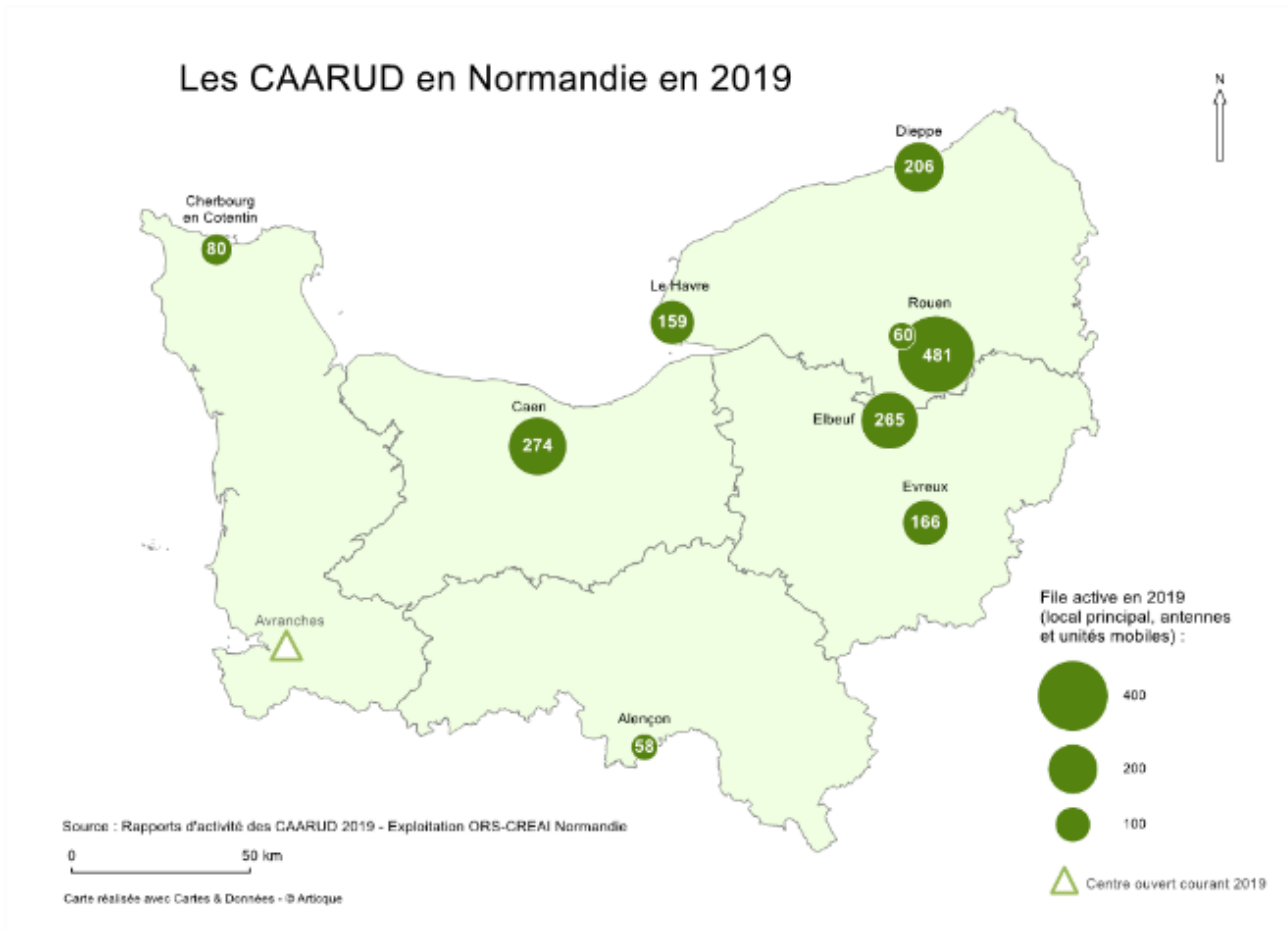 Les CAARUD en Normandie en 2019
N
Dieppe
206
Cherbourg
en Cotentin
80
Le Havre
159
Rouen
60
481
Caen
274
Elbeuf
265
Evreux
166
Avranches
Alençon
58
File active en 2019
(local principal, antennes
et unités mobiles) :
400
200
100
Centre ouvert courant 2019
Source : Rapports d'activité des CAARUD 2019 - Exploitation ORS-CREAI Normandie
0 50 km
Carte réalisée avec Cartes & Données - © Articque